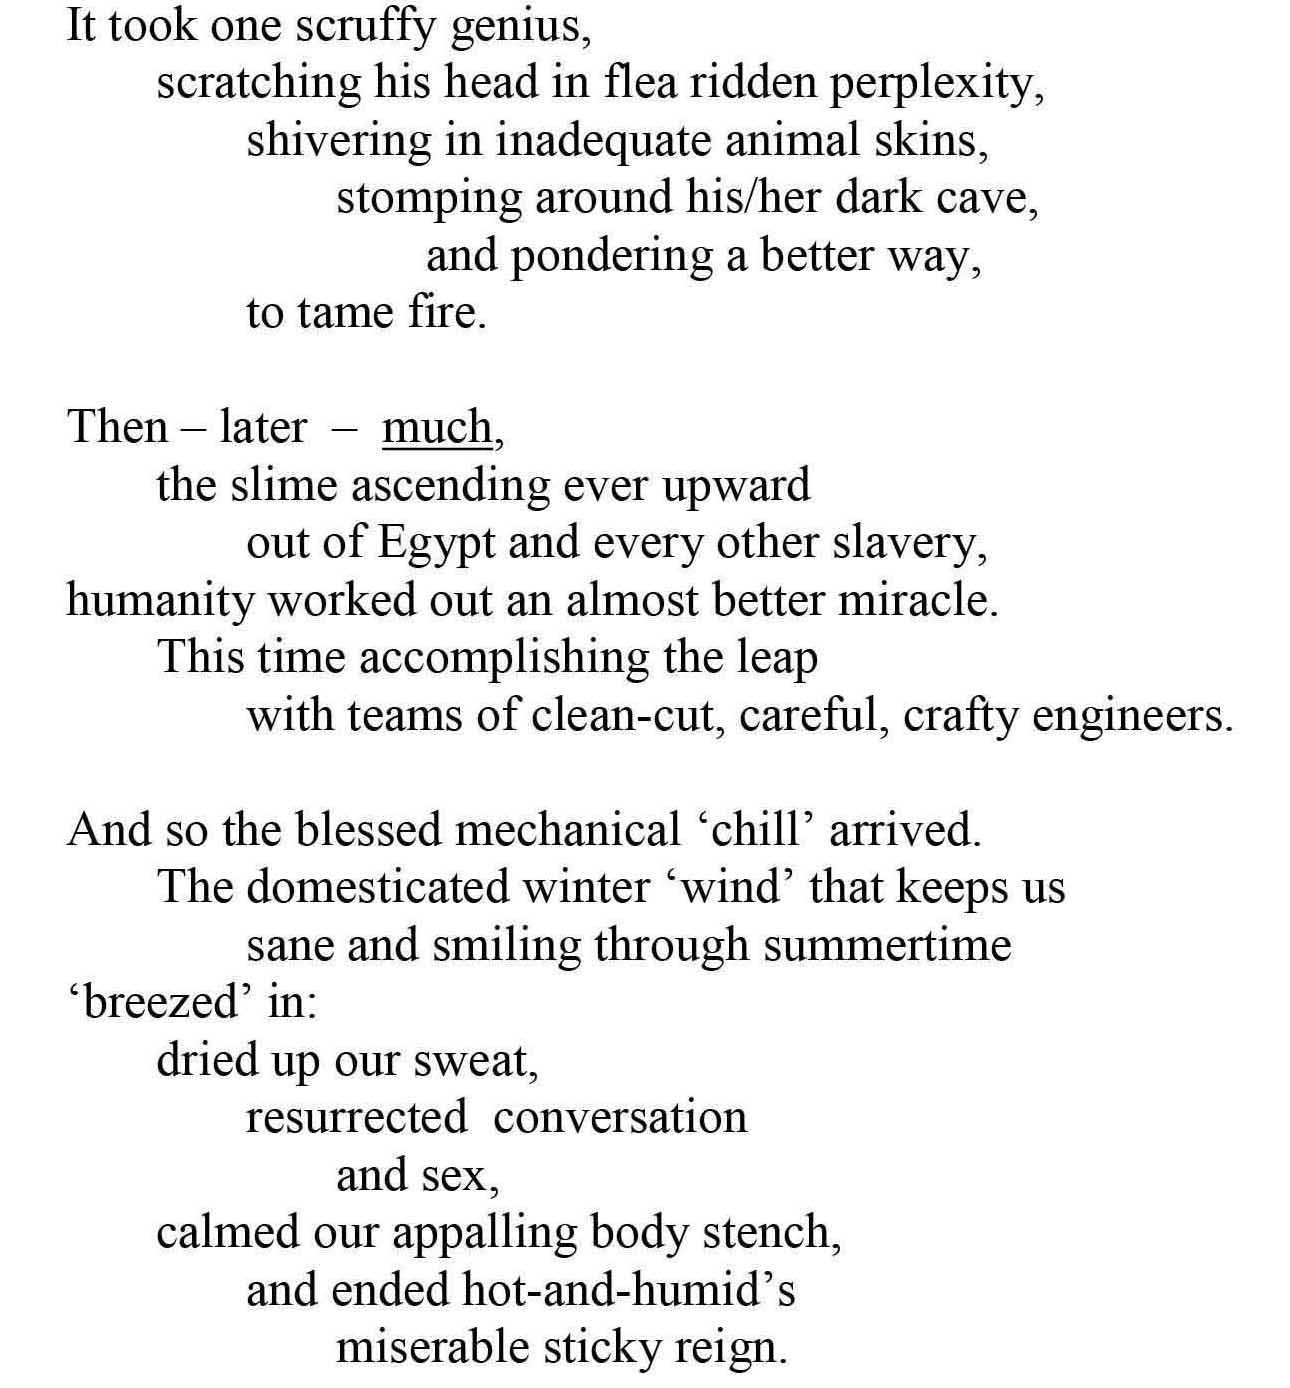 It took one scruffy genius,
scratching his head in flea ridden perplexity,
shivering in inadequate animal skins,
stomping around his/her dark cave,
and pondering a better way,
to tame fire.
Then – later – much,
the slime ascending ever upward
out of Egypt and every other slavery,
humanity worked out an almost better miracle.
This time accomplishing the leap
with teams of clean-cut, careful, crafty engineers.
And so the blessed mechanical ‘chill’ arrived.
The domesticated winter ‘wind’ that keeps us
sane and smiling through summertime
‘breezed’ in:
dried up our sweat,
resurrected  conversation
and sex,
calmed our appalling body stench,
and ended hot-and-humid’s
miserable sticky reign.